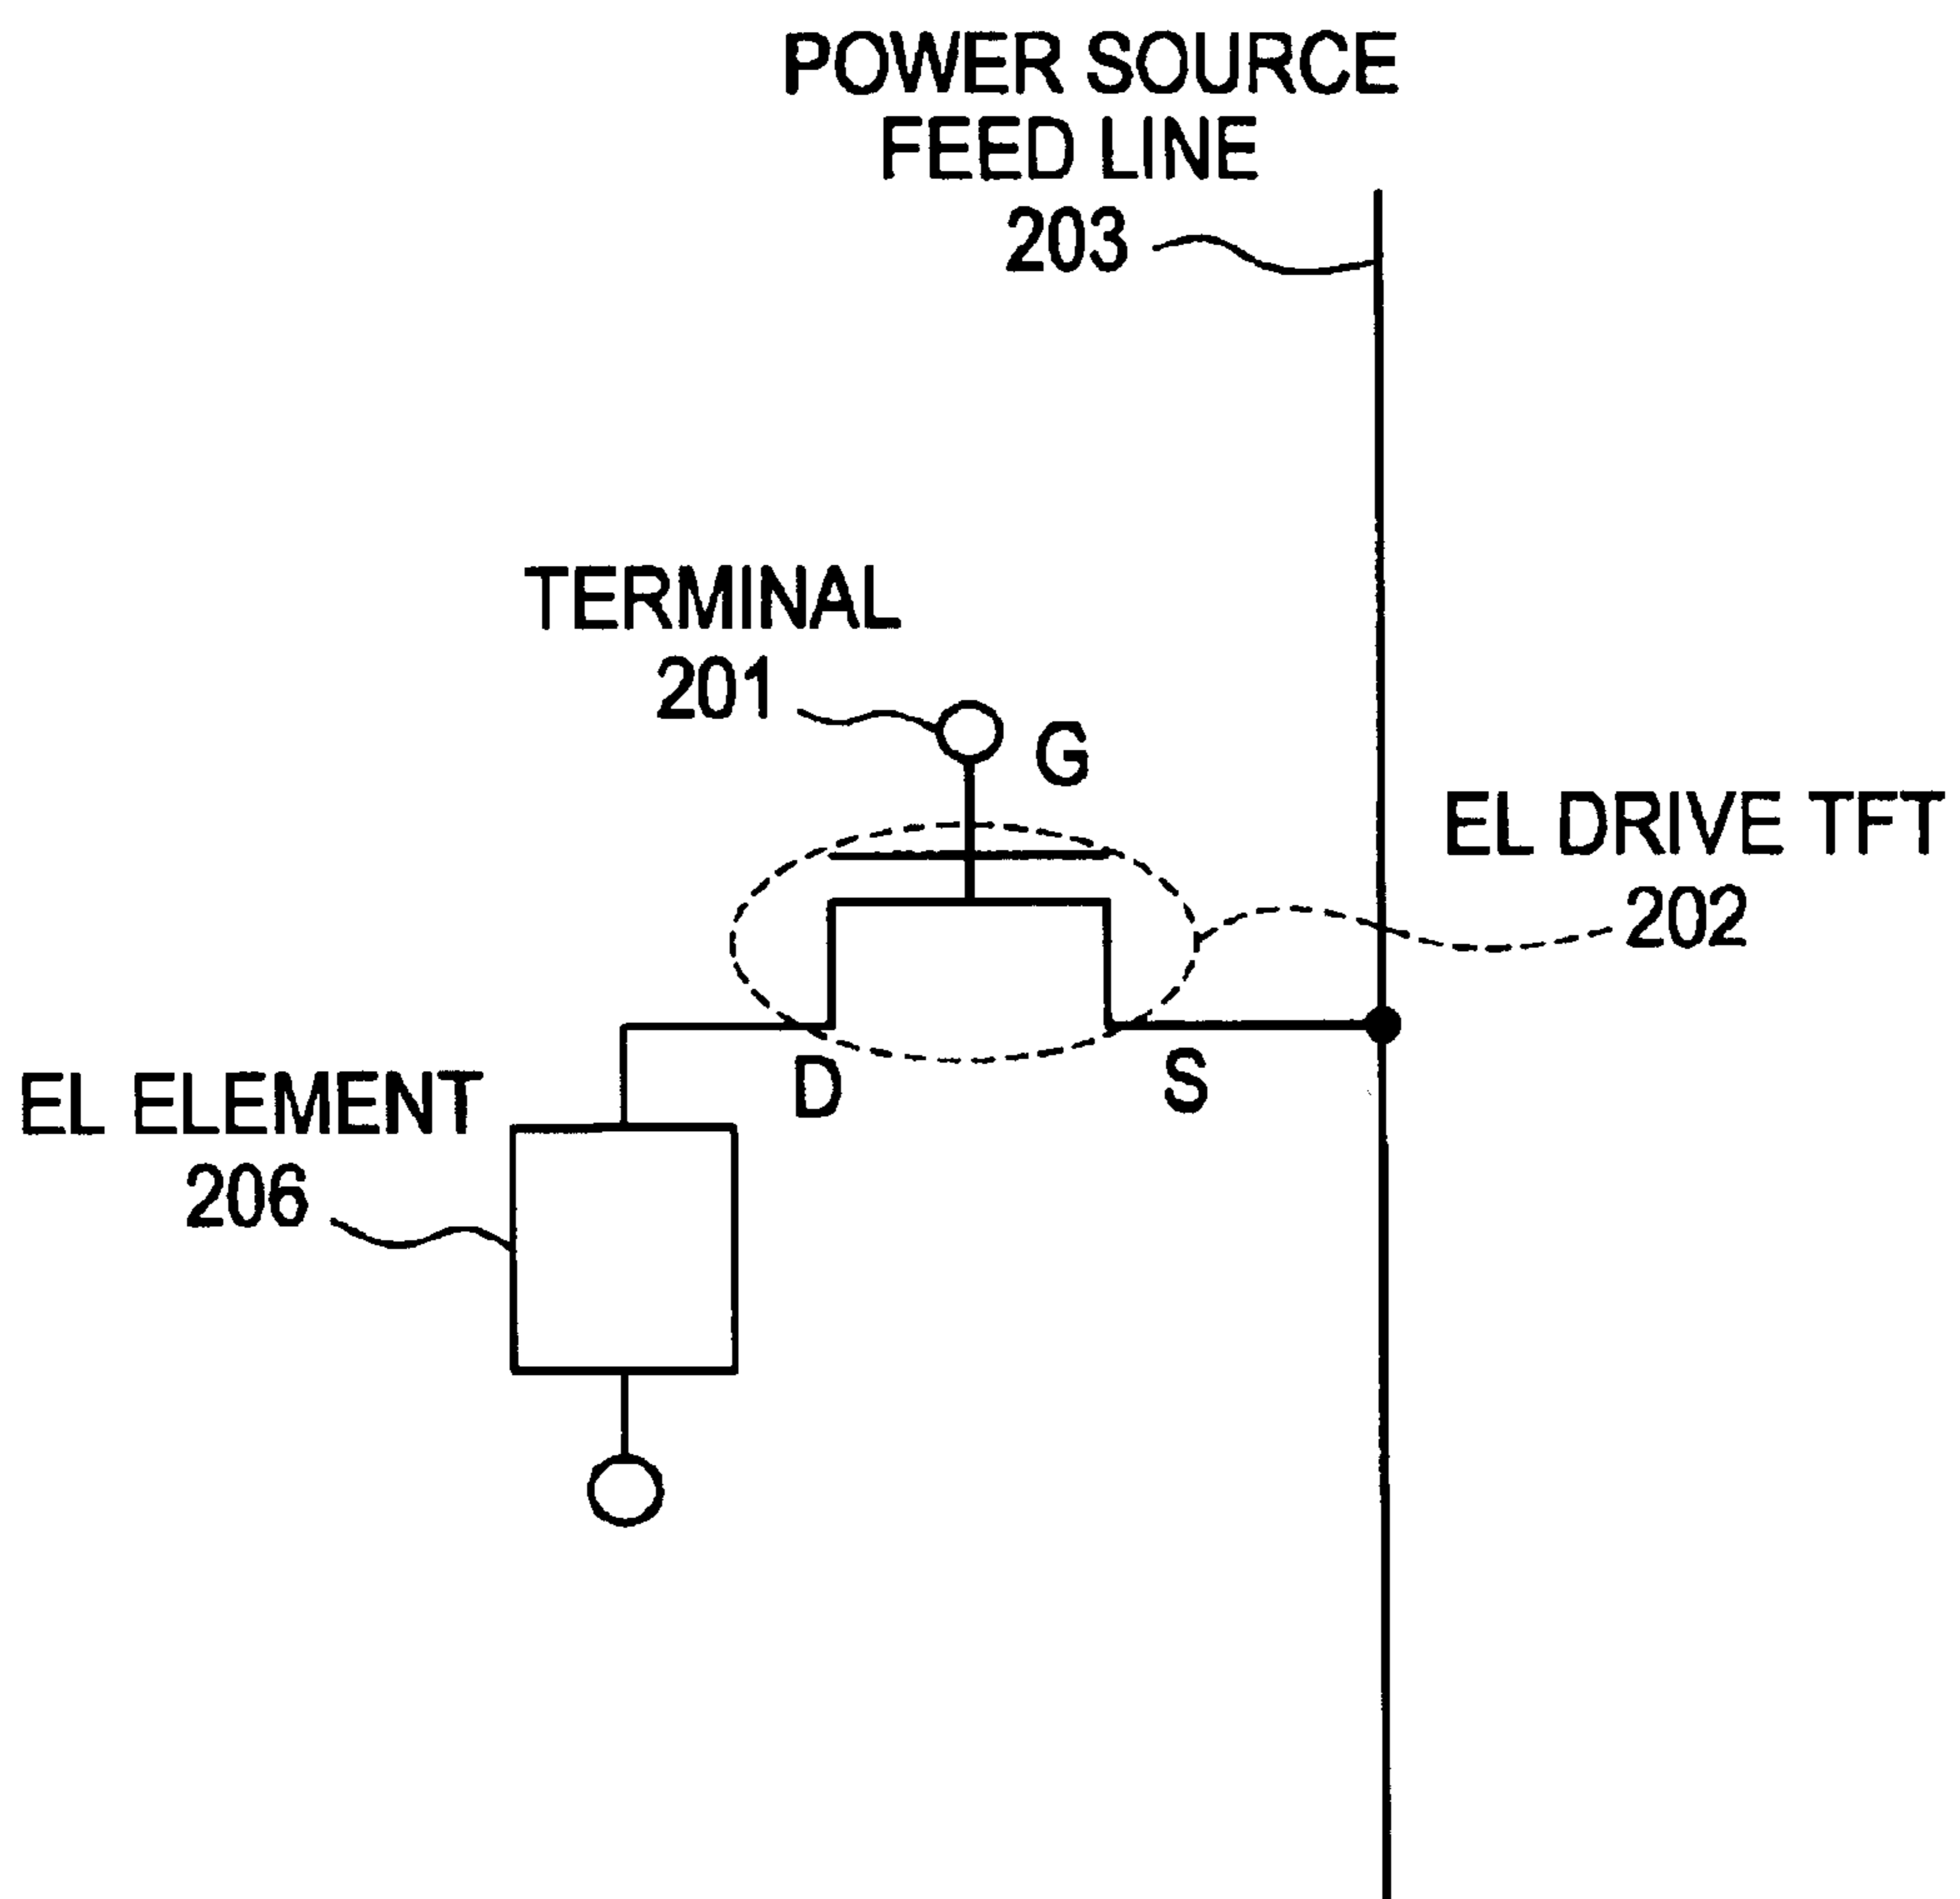 POWER SOURCE
FEED LINE
203
TERMINAL
201
G
EL DRIVE TFT
202
D
S
EL ELEMENT
206